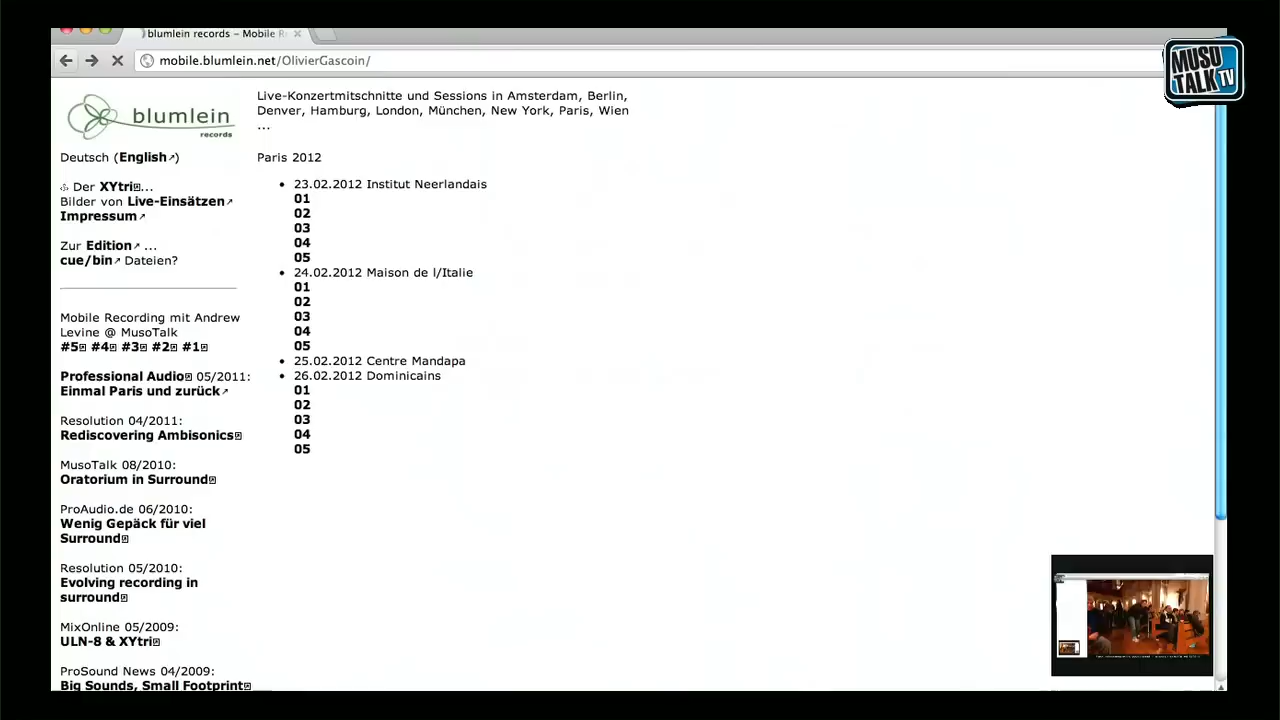 blumlein records – Mobile R
mobile.blumlein.net/OlivierGascoin/
MUSO
TALK
TV
blumlein
records
Deutsch (English)
Der XYtri...
Bilder von Live-Einsätzen
Impressum
Zur Edition ...
cue/bin Dateien?
Mobile Recording mit Andrew
Levine @ MusoTalk
#5 #4 #3 #2 #1
Professional Audio 05/2011:
Einmal Paris und zurück
Resolution 04/2011:
Rediscovering Ambisonics
MusoTalk 08/2010:
Oratorium in Surround
ProAudio.de 06/2010:
Wenig Gepäck für viel
Surround
Resolution 05/2010:
Evolving recording in
surround
MixOnline 05/2009:
ULN-8 & XYtri
ProSound News 04/2009:
Big Sounds, Small Footprint
Live-Konzertmitschnitte und Sessions in Amsterdam, Berlin,
Denver, Hamburg, London, München, New York, Paris, Wien
...
Paris 2012
• 23.02.2012 Institut Neerlandais
01
02
03
04
05
• 24.02.2012 Maison de l/Italie
01
02
03
04
05
• 25.02.2012 Centre Mandapa
• 26.02.2012 Dominicains
01
02
03
04
05